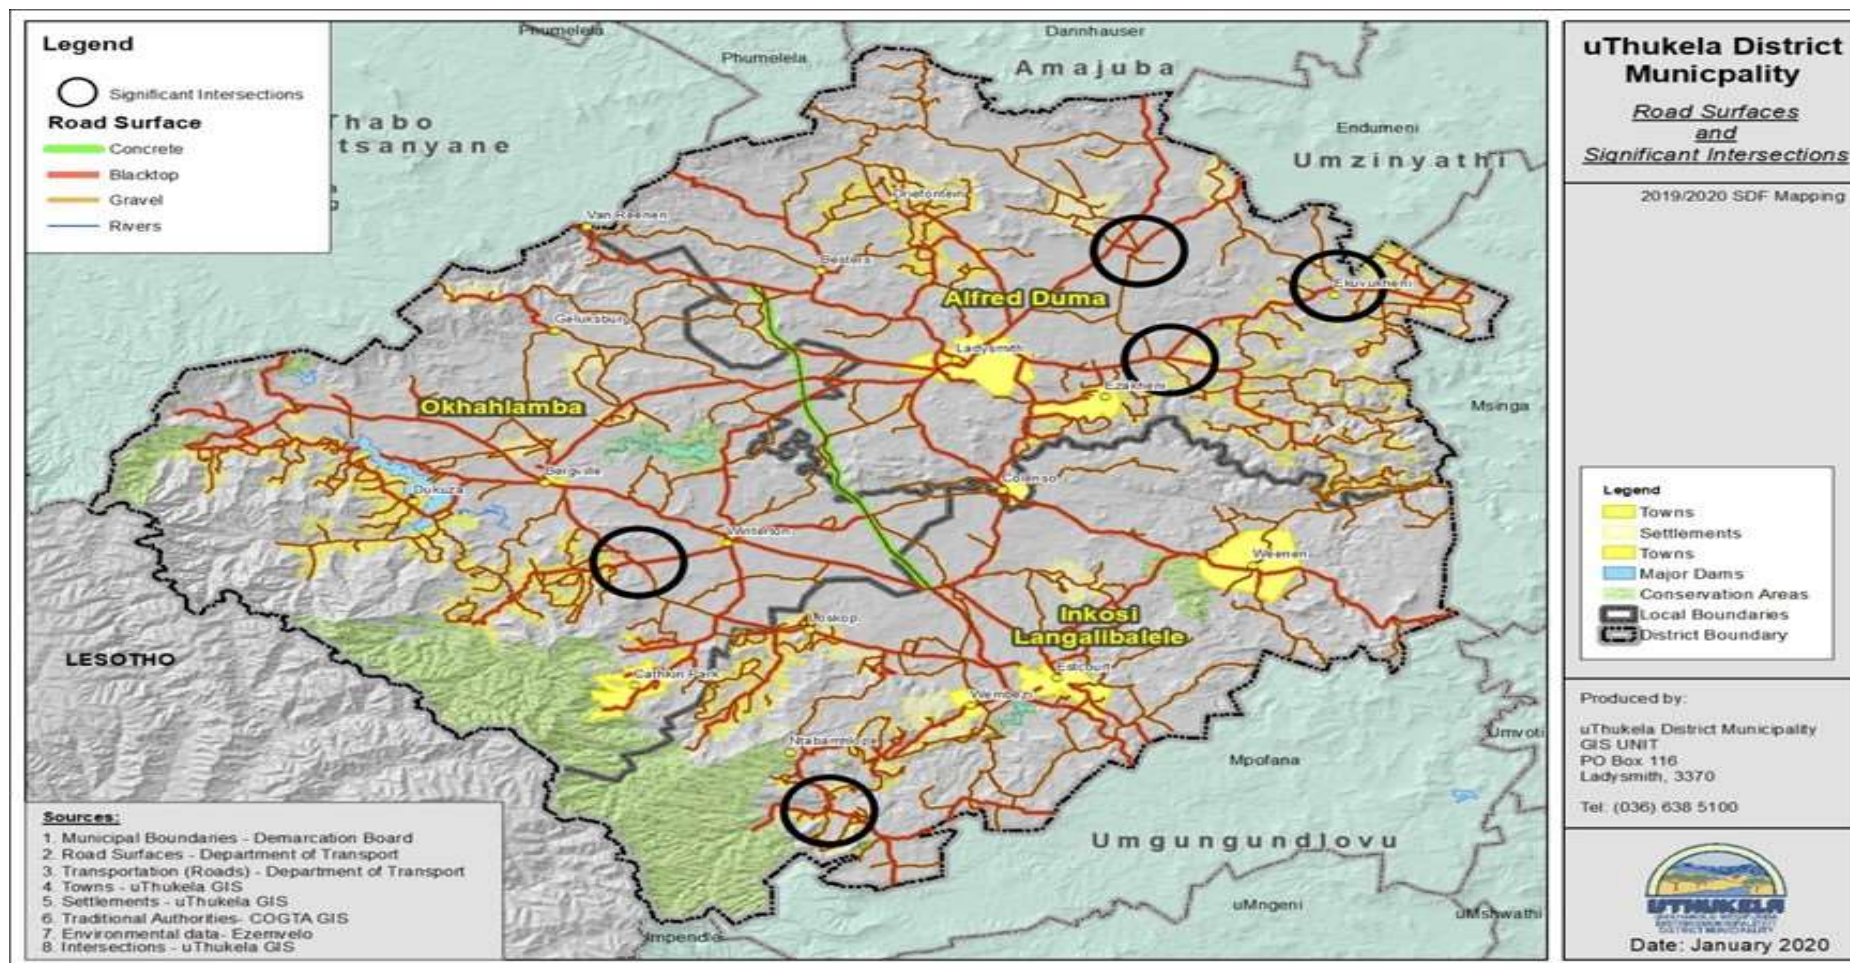 Legend
Significant Intersections
Road Surface
Concrete
Blacktop
Gravel
Rivers
Phumelela
Phumelela
Dannhauser
Amajuba
Thabo
tsanyane
Endumeni
Umzinyathi
Driefontein
Van Reenen
Besters
Ekuvukheni
Alfred Duma
Geluksburg
Ladysmith
Ezakheni
Okhahlamba
Msinga
Bergville
Dukuza
Colenso
Winterton
Weenen
Inkosi
Langalibalele
Loskop
LESOTHO
Cathkin Park
Estcourt
Wembezi
Ntabamhlope
Mpofana
Umvoti
Umgungundlovu
uMngeni
uMshwathi
Impendle
Sources:
1. Municipal Boundaries - Demarcation Board
2. Road Surfaces - Department of Transport
3. Transportation (Roads) - Department of Transport
4. Towns - uThukela GIS
5. Settlements - uThukela GIS
6. Traditional Authorities- COGTA GIS
7. Environmental data- Ezemvelo
8. Intersections - uThukela GIS
uThukela District
Municpality
Road Surfaces
and
Significant Intersections
2019/2020 SDF Mapping
Legend
Towns
Settlements
Towns
Major Dams
Conservation Areas
Local Boundaries
District Boundary
Produced by:
uThukela District Municipality
GIS UNIT
PO Box 116
Ladysmith, 3370
Tel: (036) 638 5100
UTHUKELA
DISTRICT MUNICIPALITY
Date: January 2020